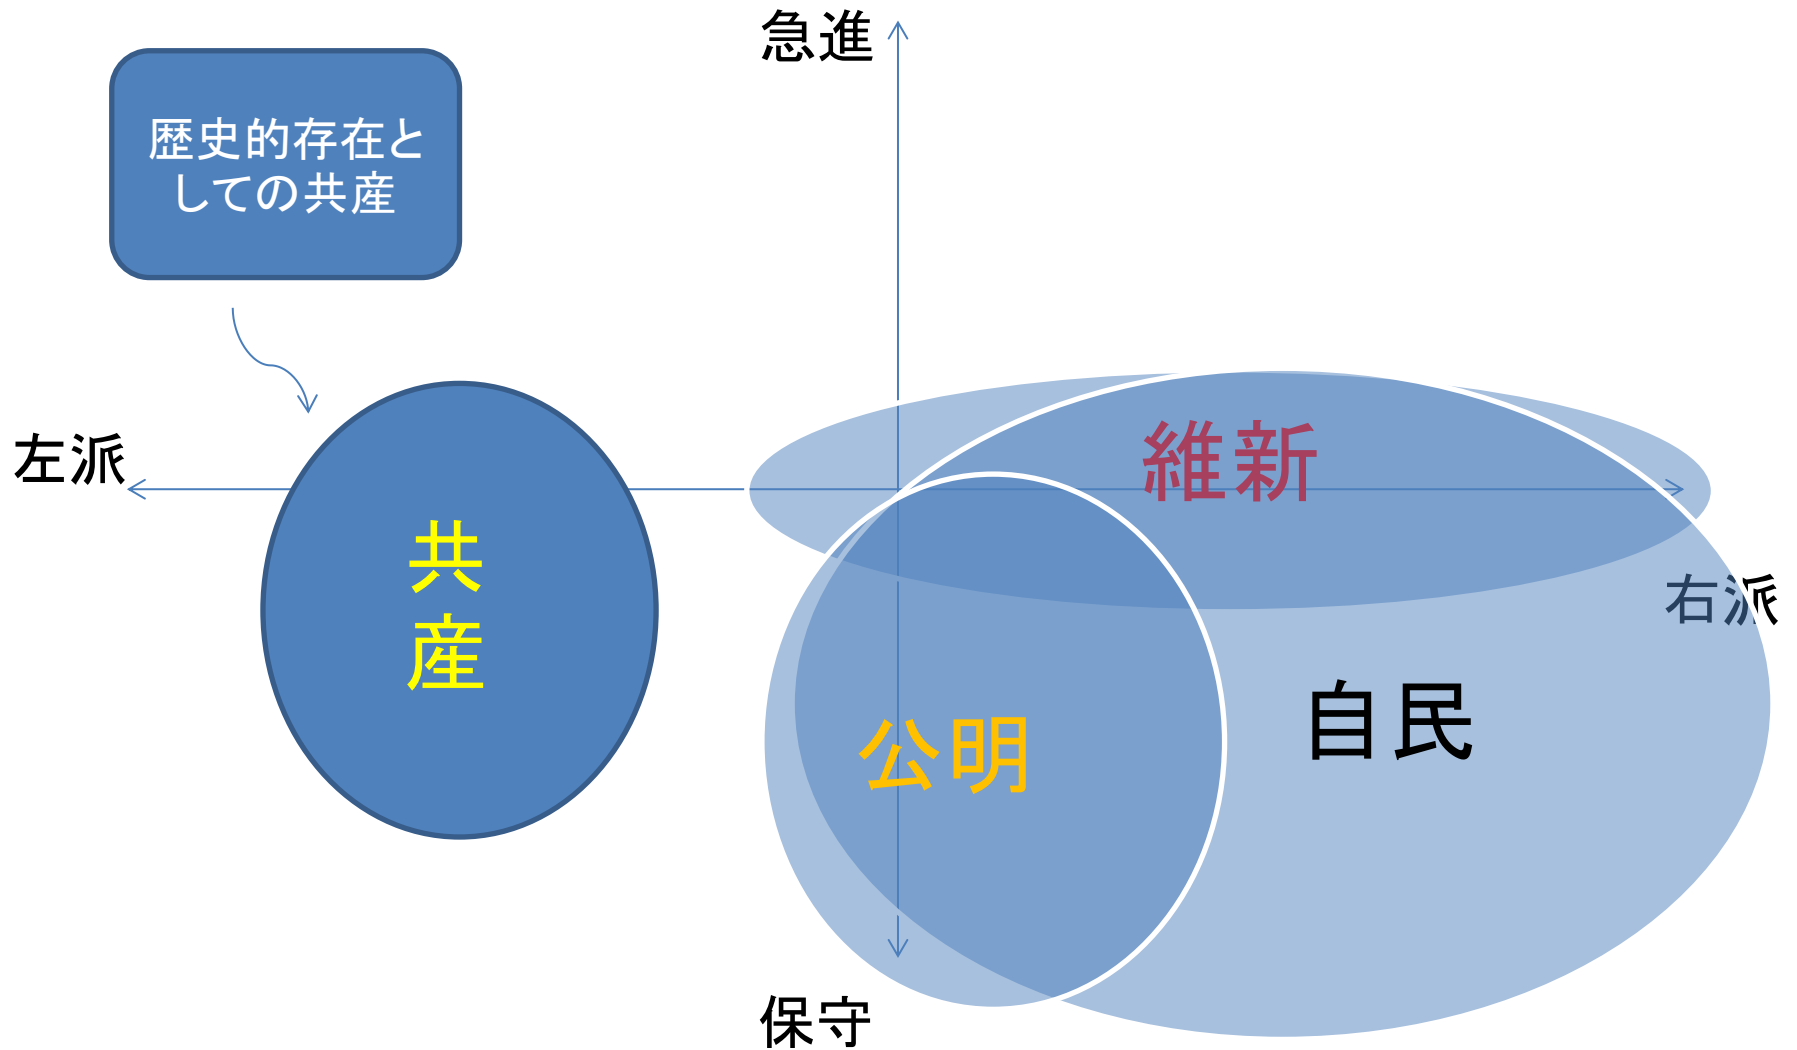 急進
歴史的存在と
しての共産
左派
維新
共
産
右派
自民
公明
保守